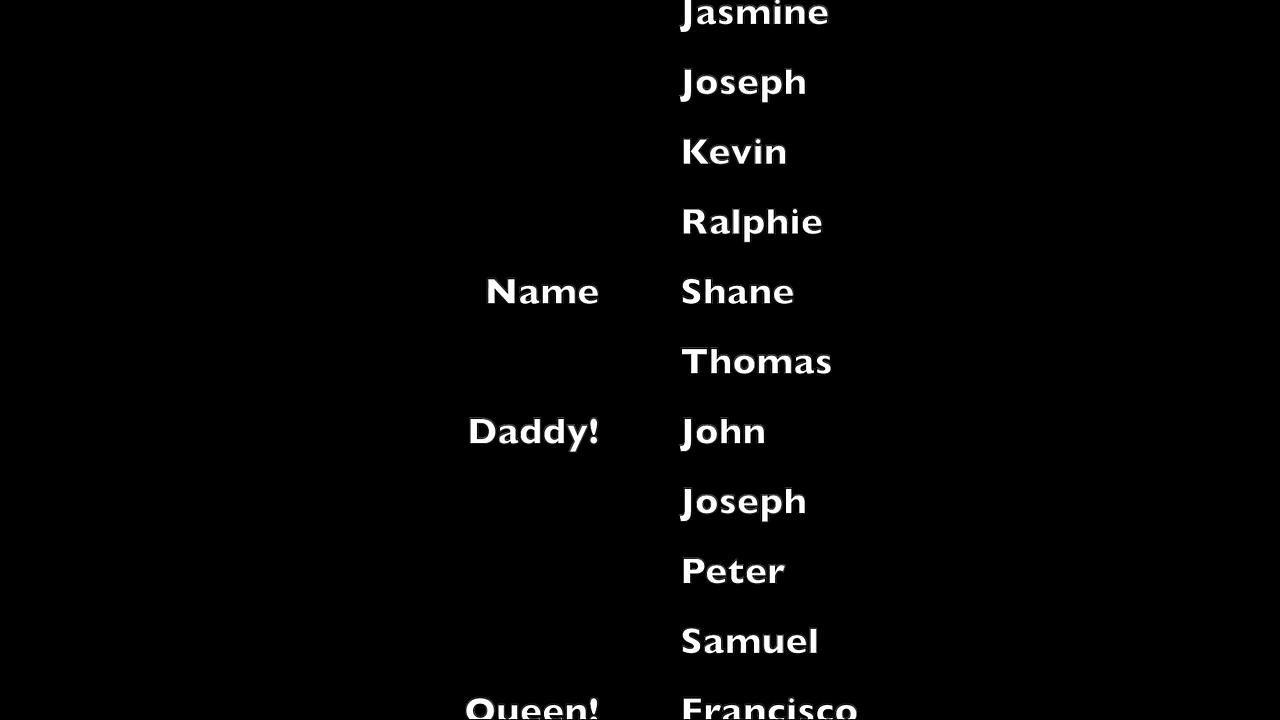 Jasmine
Joseph
Kevin
Ralphie
Name Shane
Thomas
Daddy! John
Joseph
Peter
Samuel
Queen! Francisco